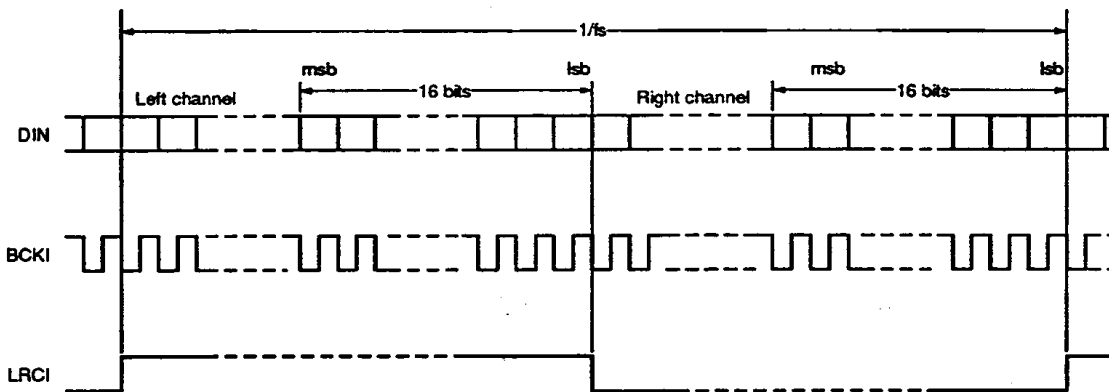 1/fs
msb
lsb
msb
lsb
Left channel
16 bits
Right channel
16 bits
DIN
BCKI
LRCI